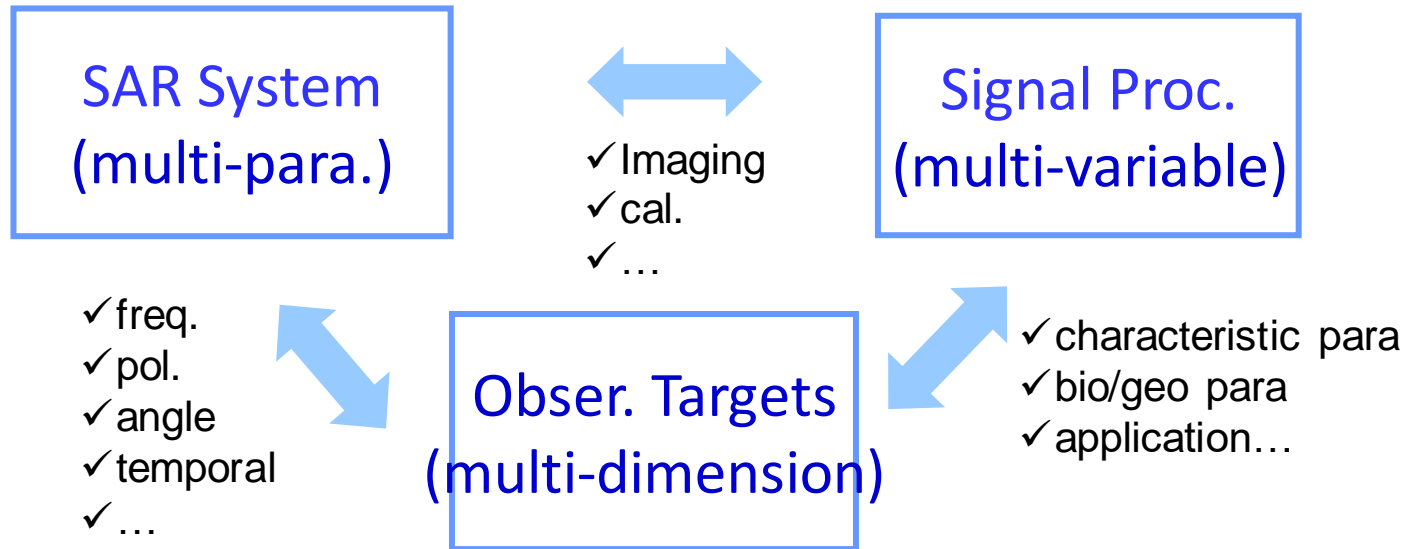 SAR System
(multi-para.)
Signal Proc.
(multi-variable)
✓Imaging
✓cal.
✓…
✓freq.
✓pol.
✓angle
✓temporal
✓…
Obser. Targets
(multi-dimension)
✓characteristic para
✓bio/geo para
✓application…